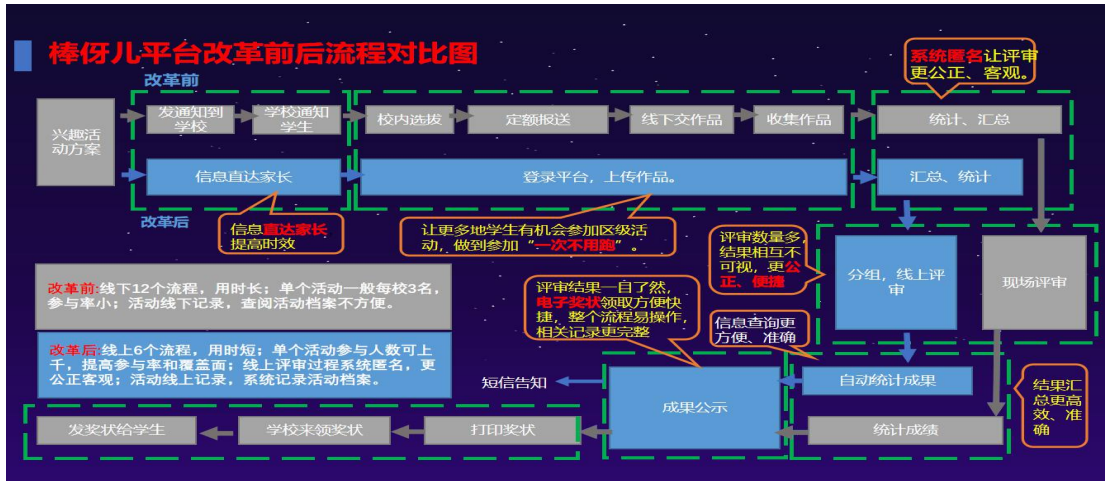 棒伢儿平台改革前后流程对比图
系统匿名让评审
更公正、客观。
改革前
兴趣活
动方案
发通知到
学校
学校通知
学生
校内选拔
定额报送
线下交作品
收集作品
统计、汇总
信息直达家长
登录平台，上传作品。
汇总、统计
改革后
信息直达家长
提高时效
让更多地学生有机会参加区级活
动，做到参加“一次不用跑”。
评审数量多，
结果相互不
可视，更公
正、便捷
分组，线上评
审
现场评审
改革前:线下12个流程，用时长；单个活动一般每校3名，
参与率小；活动线下记录，查阅活动档案不方便。
评审结果一目了然，
电子奖状领取方便快
捷，整个流程易操作，
相关记录更完整
信息查询更
方便、准确
改革后:线上6个流程，用时短；单个活动参与人数可上
千，提高参与率和覆盖面；线上评审过程系统匿名，更
公正客观；活动线上记录，系统记录活动档案。
短信告知
成果公示
自动统计成果
结果汇
总更高
效、准
确
发奖状给学生
学校来领奖状
打印奖状
统计成绩